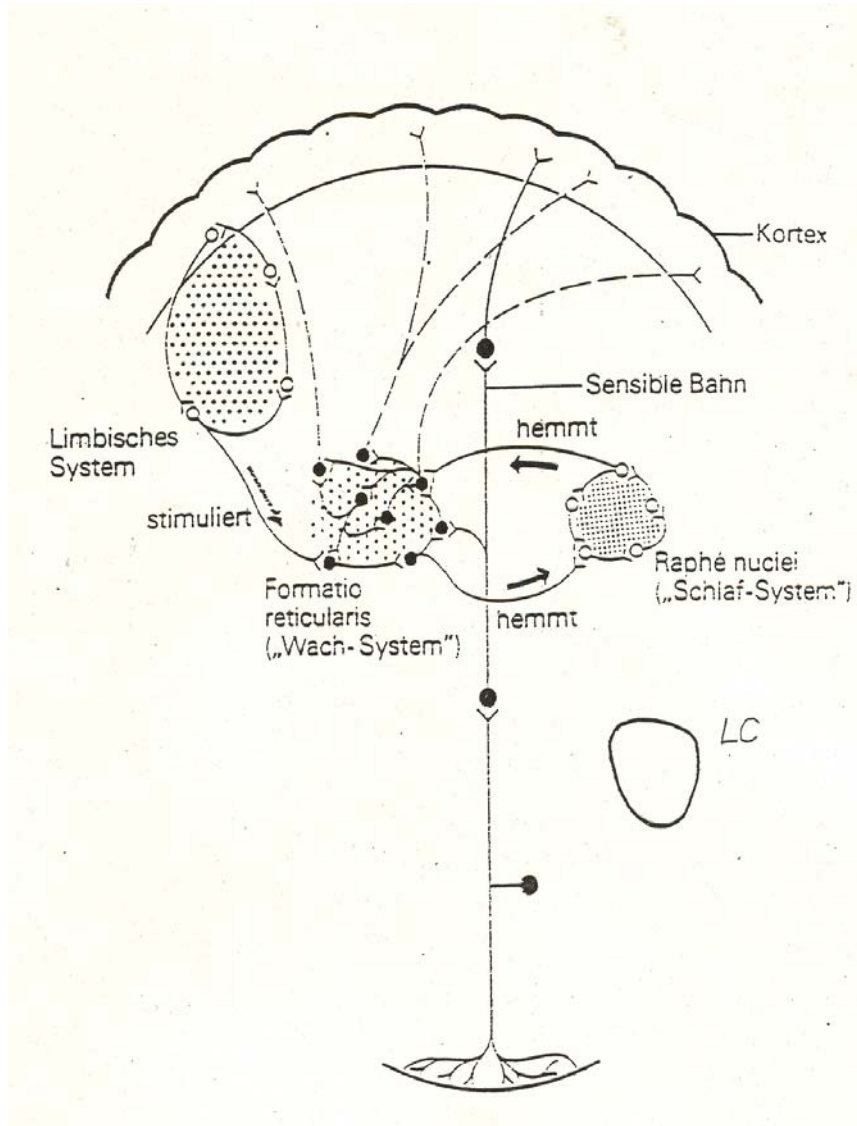 Kortex
Sensible Bahn
hemmt
Limbisches
System
stimuliert
Raphé nuclei
(„Schlaf-System")
Formatio
reticularis
(„Wach-System")
hemmt
LC